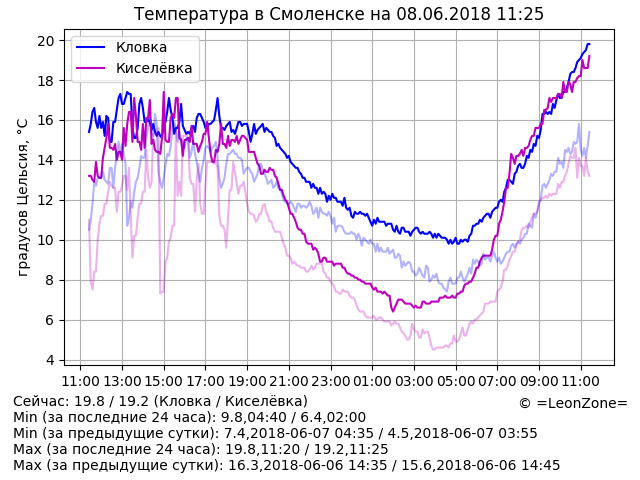 Температура в Смоленске на 08.06.2018 11:25
Кловка
Киселёвка
градусов Цельсия, °C
20
18
16
14
12
10
8
6
4
11:00 13:00 15:00 17:00 19:00 21:00 23:00 01:00 03:00 05:00 07:00 09:00 11:00
Сейчас: 19.8 / 19.2 (Кловка / Киселёвка)
© =LeonZone=
Min (за последние 24 часа): 9.8,04:40 / 6.4,02:00
Min (за предыдущие сутки): 7.4,2018-06-07 04:35 / 4.5,2018-06-07 03:55
Max (за последние 24 часа): 19.8,11:20 / 19.2,11:25
Max (за предыдущие сутки): 16.3,2018-06-06 14:35 / 15.6,2018-06-06 14:45